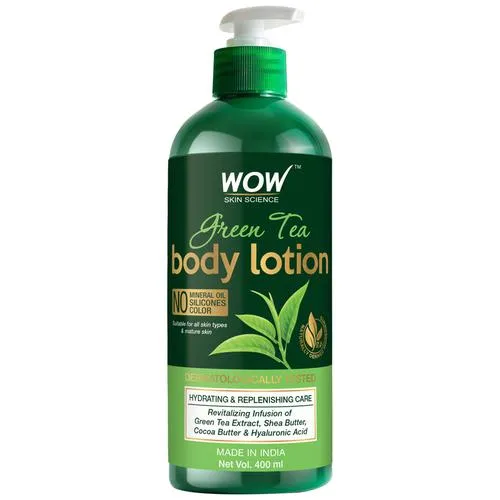 WOW™
SKIN SCIENCE
Green Tea
body lotion
NO MINERAL OIL
SILICONES
COLOR
Suitable for all skin types
& mature skin
DERMATOLOGICALLY TESTED
HYDRATING & REPLENISHING CARE
Revitalizing Infusion of
Green Tea Extract, Shea Butter,
Cocoa Butter & Hyaluronic Acid
MADE IN INDIA
Net Vol. 400 ml